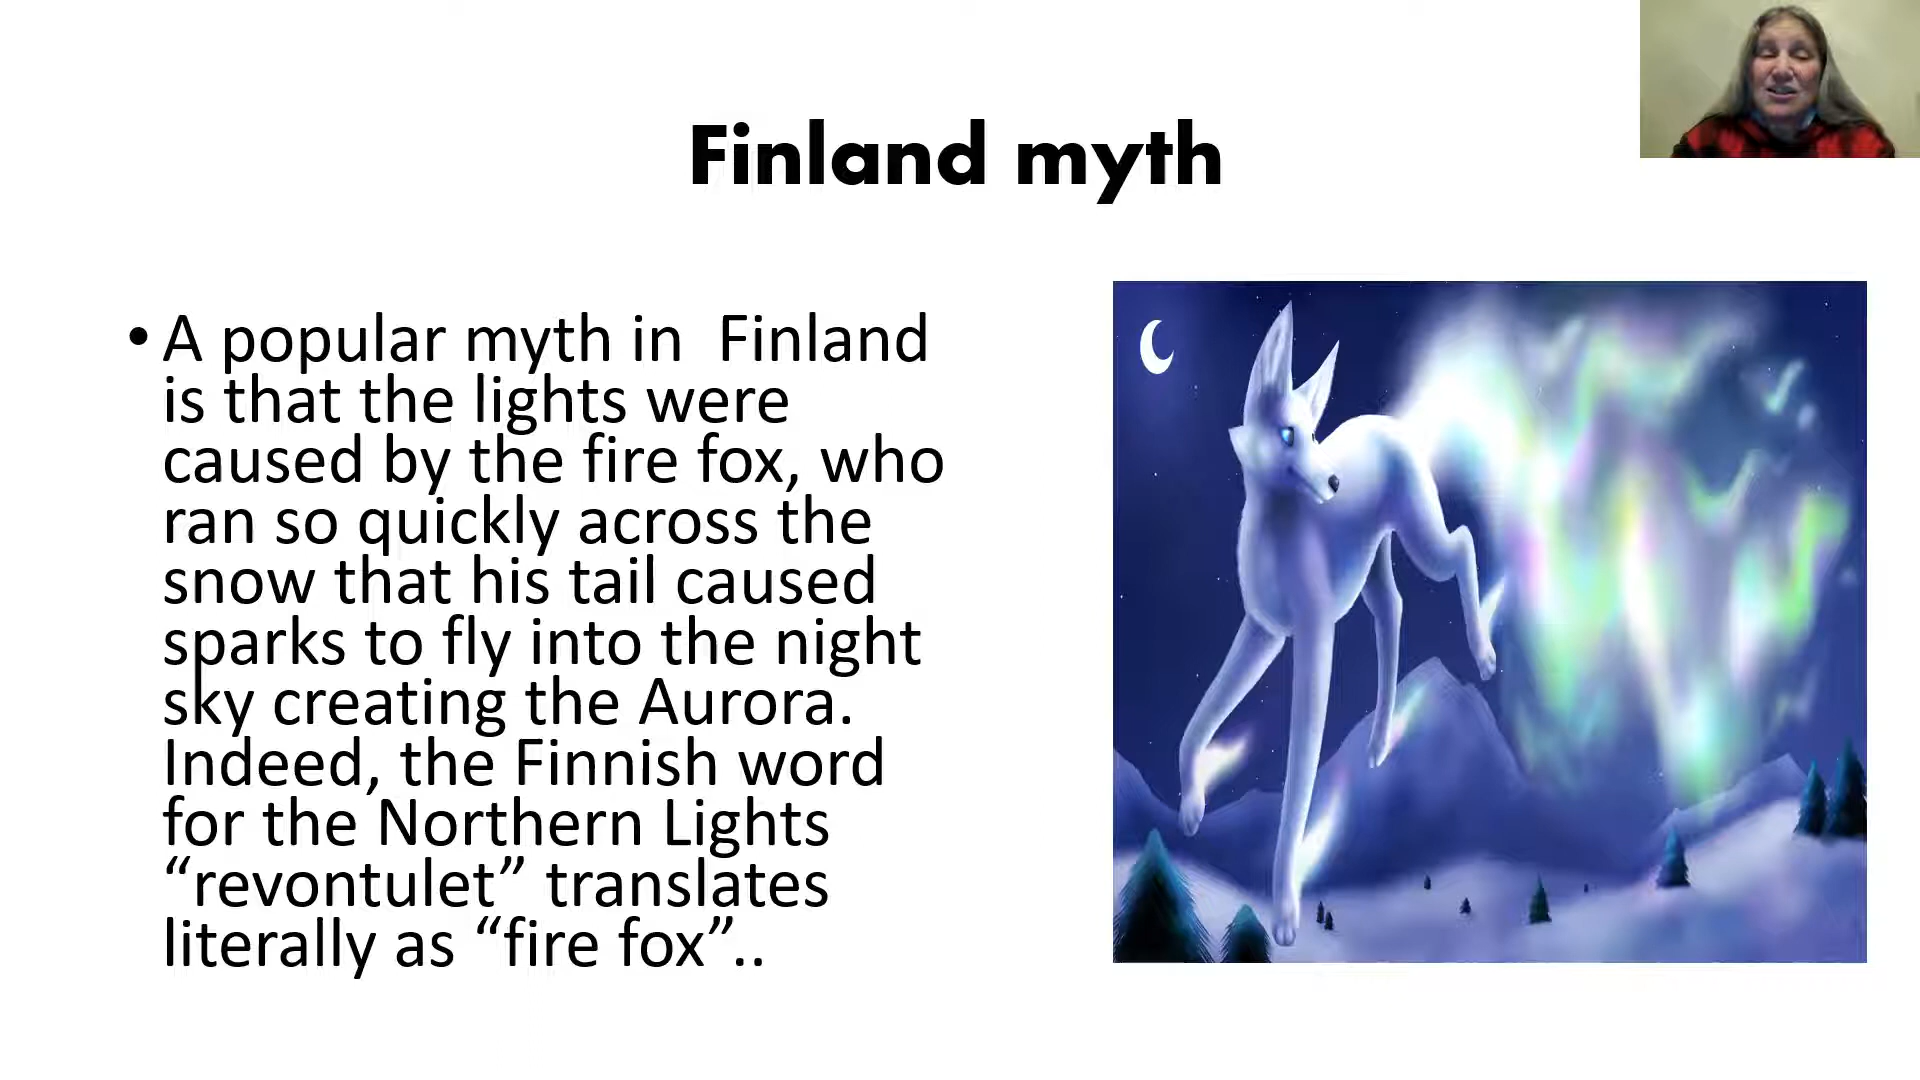 Finland myth
• A popular myth in  Finland
is that the lights were
caused by the fire fox, who
ran so quickly across the
snow that his tail caused
sparks to fly into the night
sky creating the Aurora.
Indeed, the Finnish word
for the Northern Lights
“revontulet” translates
literally as “fire fox”..